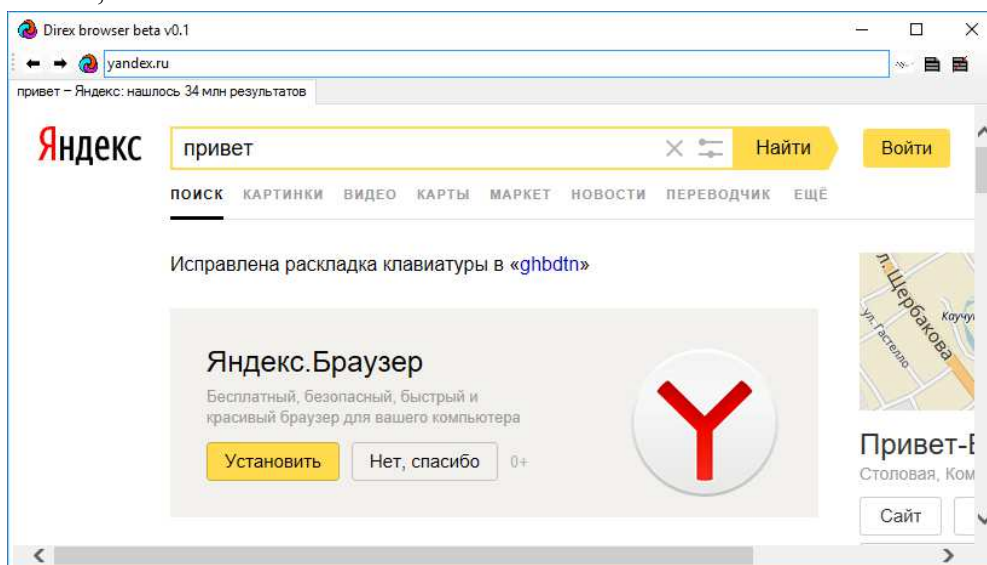 Direx browser beta v0.1
yandex.ru
привет – Яндекс: нашлось 34 млн результатов
Яндекс
привет
Найти
Войти
ПОИСК КАРТИНКИ ВИДЕО КАРТЫ МАРКЕТ НОВОСТИ ПЕРЕВОДЧИК ЕЩЁ
Исправлена раскладка клавиатуры в «ghbdtn»
Яндекс.Браузер
Бесплатный, безопасный, быстрый и
красивый браузер для вашего компьютера
Установить
Нет, спасибо
0+
л. Щербакова
ул. Гастелло
Каучу
Привет-
Столовая, Ком
Сайт